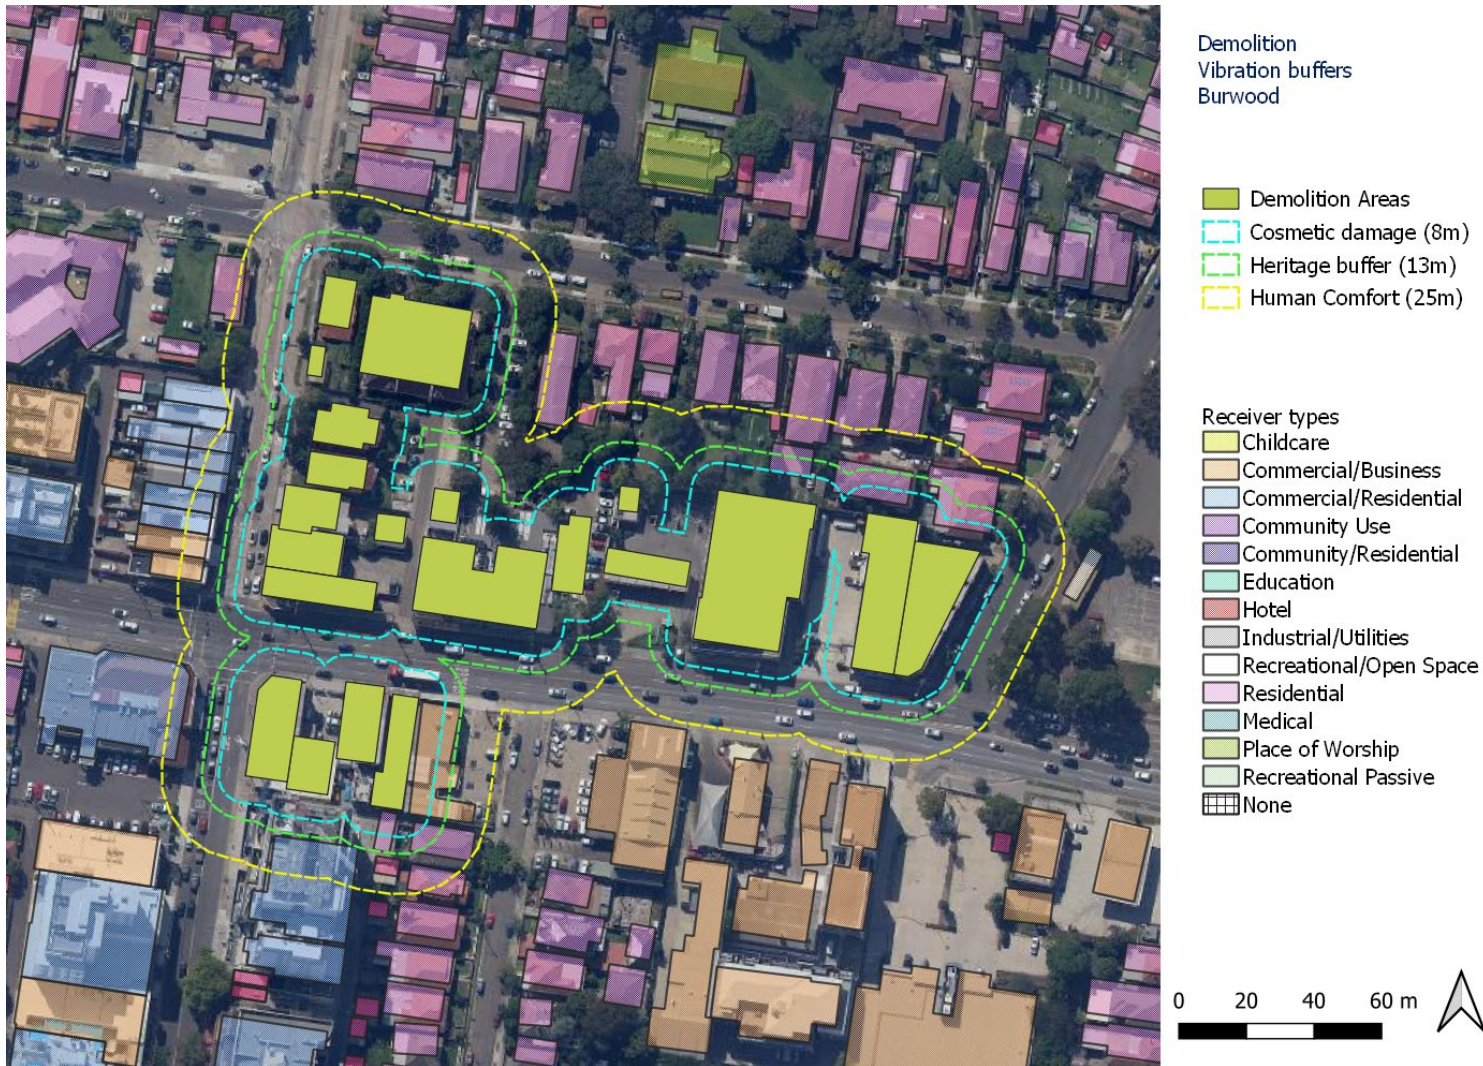 Demolition
Vibration buffers
Burwood
Demolition Areas
Cosmetic damage (8m)
Heritage buffer (13m)
Human Comfort (25m)
Receiver types
Childcare
Commercial/Business
Commercial/Residential
Community Use
Community/Residential
Education
Hotel
Industrial/Utilities
Recreational/Open Space
Residential
Medical
Place of Worship
Recreational Passive
None
0 20 40 60 m